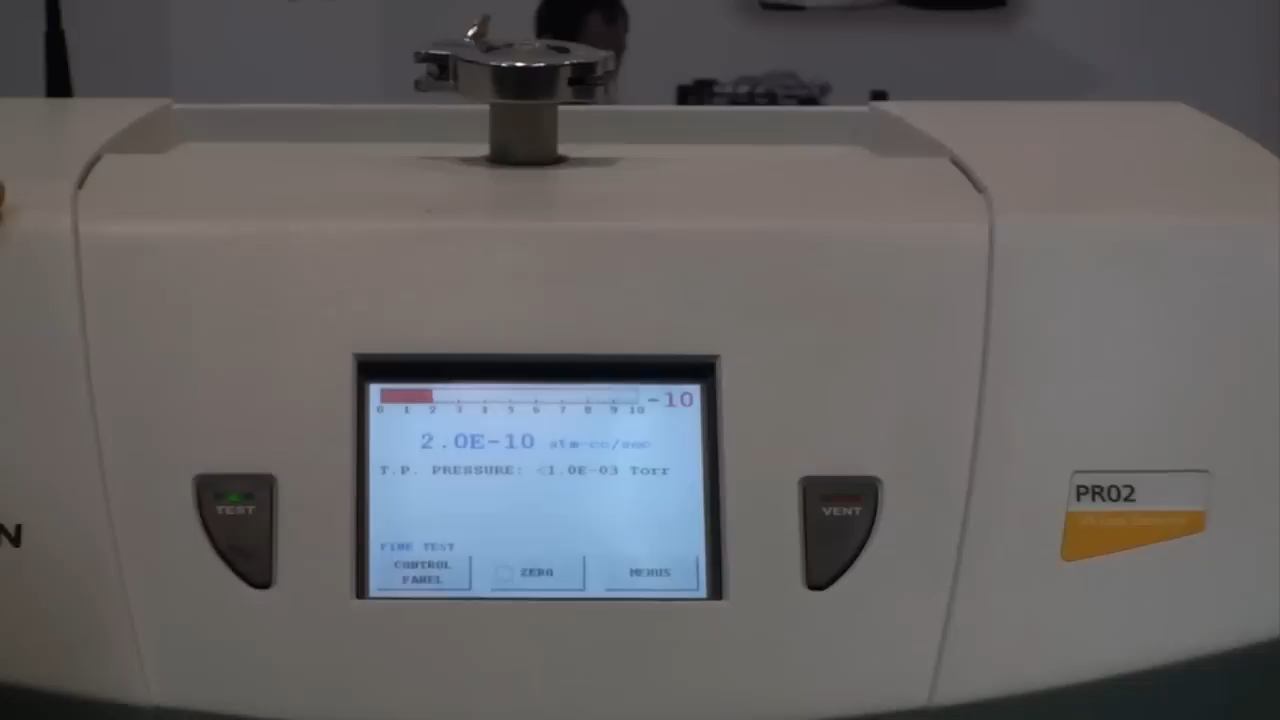 0 1 2 3 4 5 6 7 8 9 10 -10
2.0E-10 atm-cc/sec
T.P. PRESSURE: <1.0E-03 Torr
TEST
VENT
PR02
N
FINE TEST
CONTROL
PANEL
ZERO
MENUS